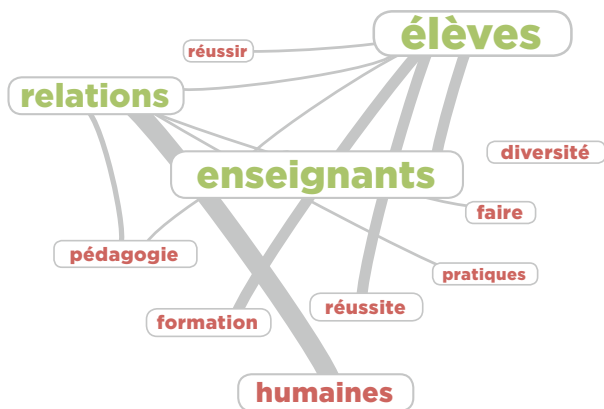 élèves
réussir
relations
diversité
enseignants
faire
pédagogie
pratiques
réussite
formation
humaines